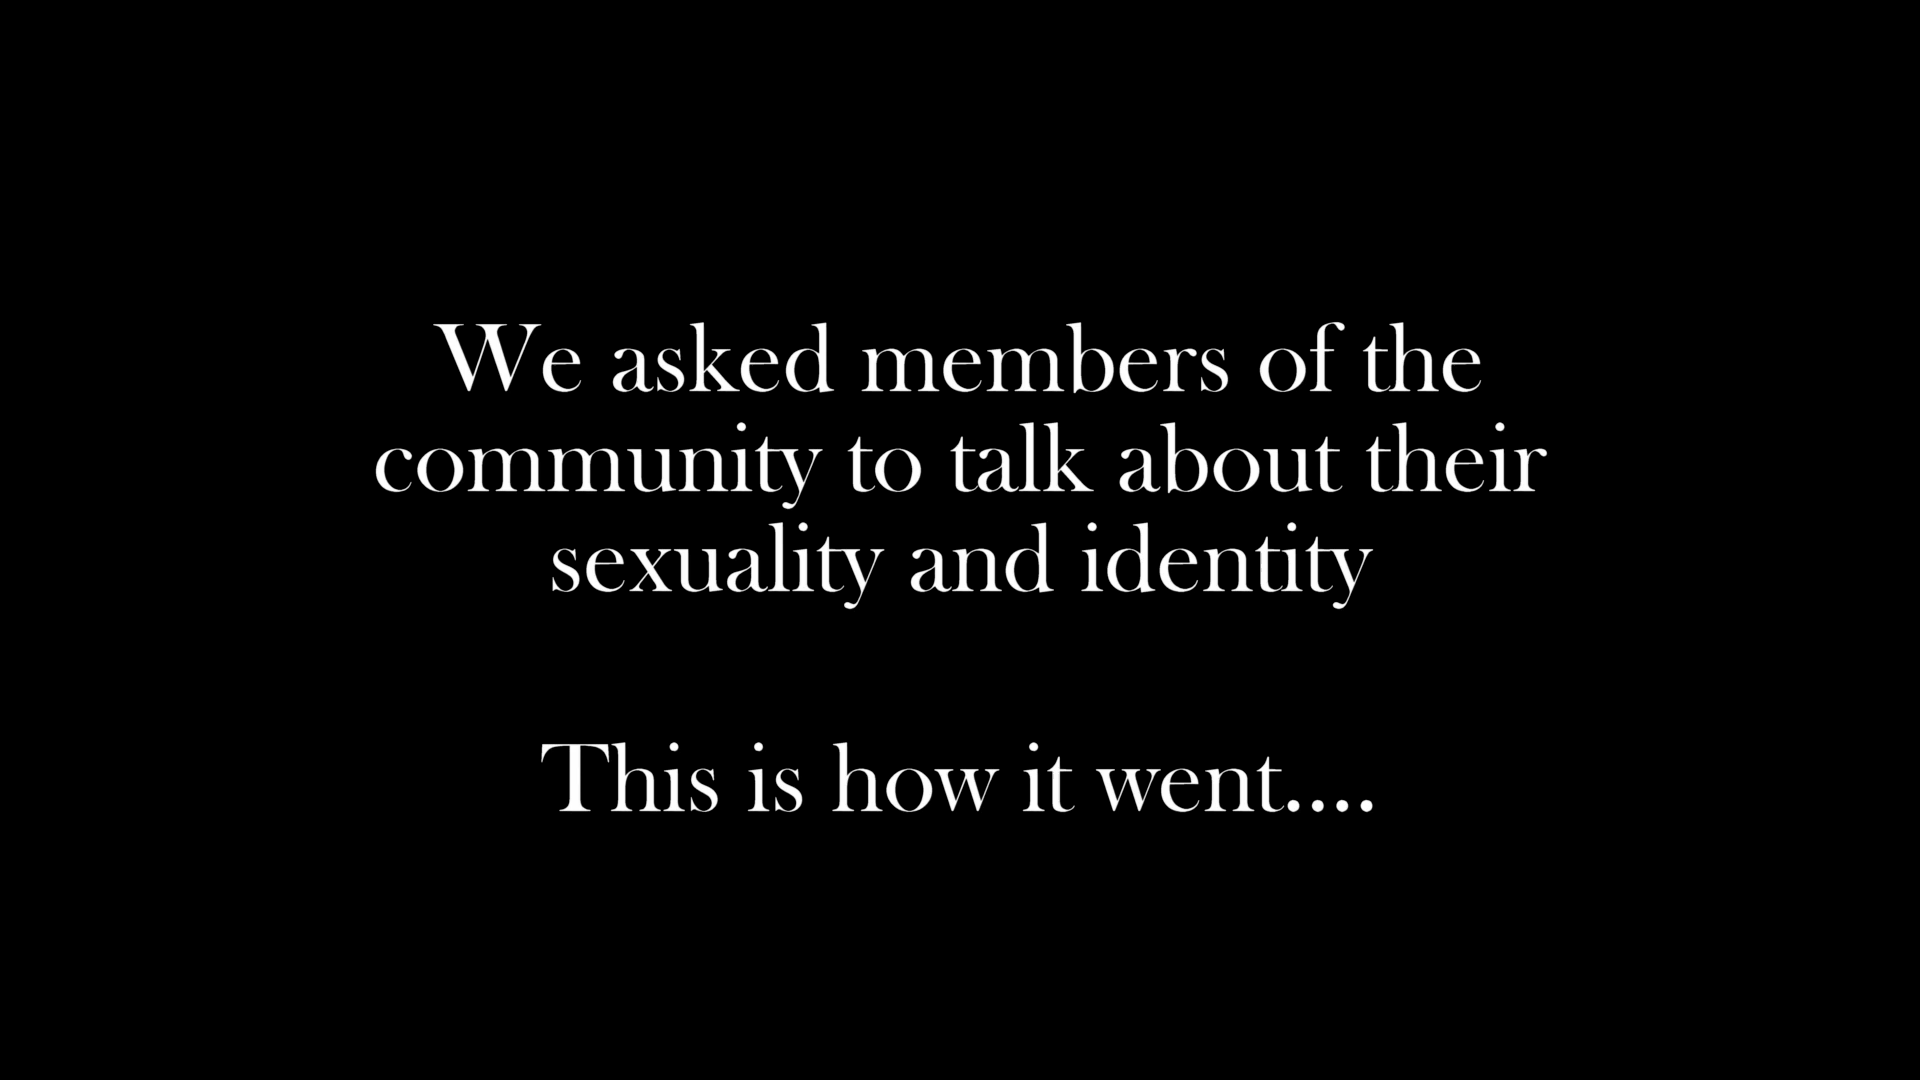 We asked members of the
community to talk about their
sexuality and identity
This is how it went....